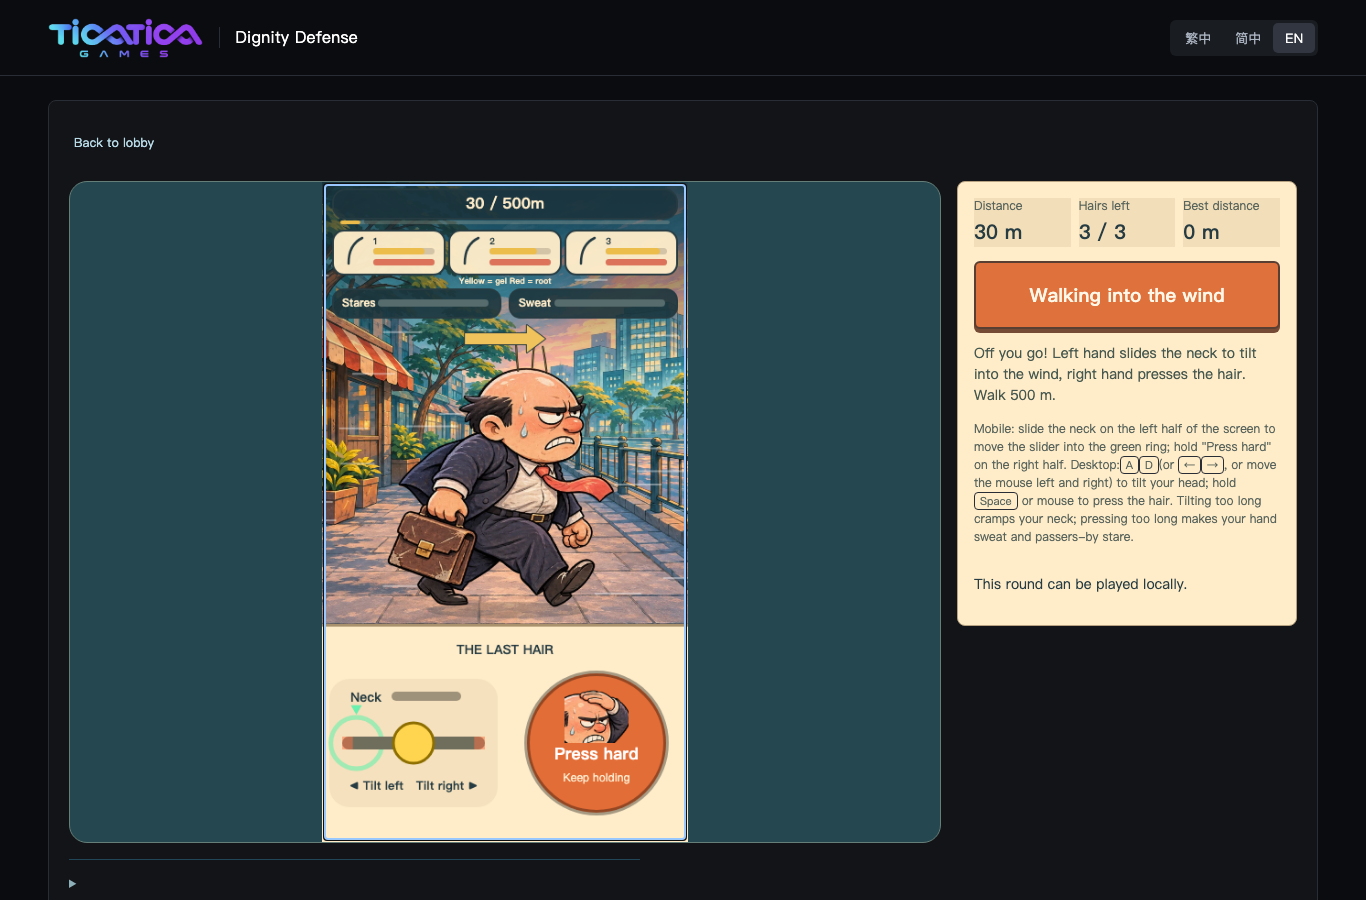 TICATICA
GAMES
Dignity Defense
繁中
简中
EN
Back to lobby
30 / 500m
1
2
3
Yellow = gel Red = root
Stares
Sweat
THE LAST HAIR
Neck
◄ Tilt left
Tilt right ►
Press hard
Keep holding
Distance
30 m
Hairs left
3 / 3
Best distance
0 m
Walking into the wind
Off you go! Left hand slides the neck to tilt
into the wind, right hand presses the hair.
Walk 500 m.
Mobile: slide the neck on the left half of the screen to
move the slider into the green ring; hold "Press hard"
on the right half. Desktop: A D (or ← →, or move
the mouse left and right) to tilt your head; hold
Space or mouse to press the hair. Tilting too long
cramps your neck; pressing too long makes your hand
sweat and passers-by stare.
This round can be played locally.